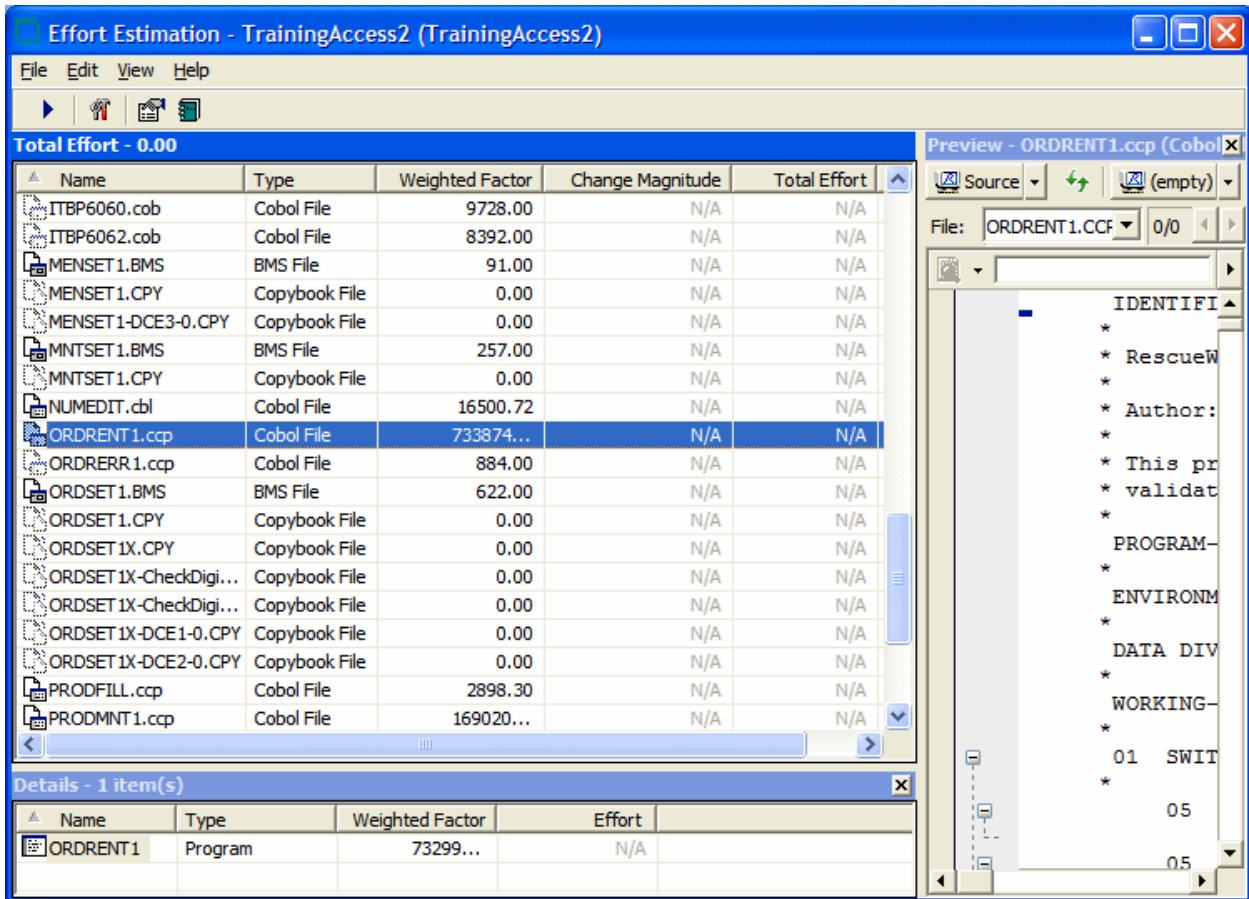 Effort Estimation - TrainingAccess2 (TrainingAccess2)
File Edit View Help
Total Effort - 0.00
Name Type Weighted Factor Change Magnitude Total Effort
ITBP6060.cob Cobol File 9728.00 N/A N/A
ITBP6062.cob Cobol File 8392.00 N/A N/A
MENSET1.BMS BMS File 91.00 N/A N/A
MENSET1.CPY Copybook File 0.00 N/A N/A
MENSET1-DCE3-0.CPY Copybook File 0.00 N/A N/A
MNTSET1.BMS BMS File 257.00 N/A N/A
MNTSET1.CPY Copybook File 0.00 N/A N/A
NUMEDIT.cbl Cobol File 16500.72 N/A N/A
ORDRENT1.ccp Cobol File 733874... N/A N/A
ORDRERR1.ccp Cobol File 884.00 N/A N/A
ORDSET1.BMS BMS File 622.00 N/A N/A
ORDSET1.CPY Copybook File 0.00 N/A N/A
ORDSET1X.CPY Copybook File 0.00 N/A N/A
ORDSET1X-CheckDigi... Copybook File 0.00 N/A N/A
ORDSET1X-CheckDigi... Copybook File 0.00 N/A N/A
ORDSET1X-DCE1-0.CPY Copybook File 0.00 N/A N/A
ORDSET1X-DCE2-0.CPY Copybook File 0.00 N/A N/A
PRODFILL.ccp Cobol File 2898.30 N/A N/A
PRODMNT1.ccp Cobol File 169020... N/A N/A
Details - 1 item(s)
Name Type Weighted Factor Effort
ORDRENT1 Program 73299... N/A
Preview - ORDRENT1.ccp (Cobol
Source (empty)
File: ORDRENT1.CCF 0/0
IDENTIFI
*
* RescueW
*
* Author:
*
* This pr
* validat
*
PROGRAM-
*
ENVIRONM
*
DATA DIV
*
WORKING-
*
01 SWIT
*
05
05